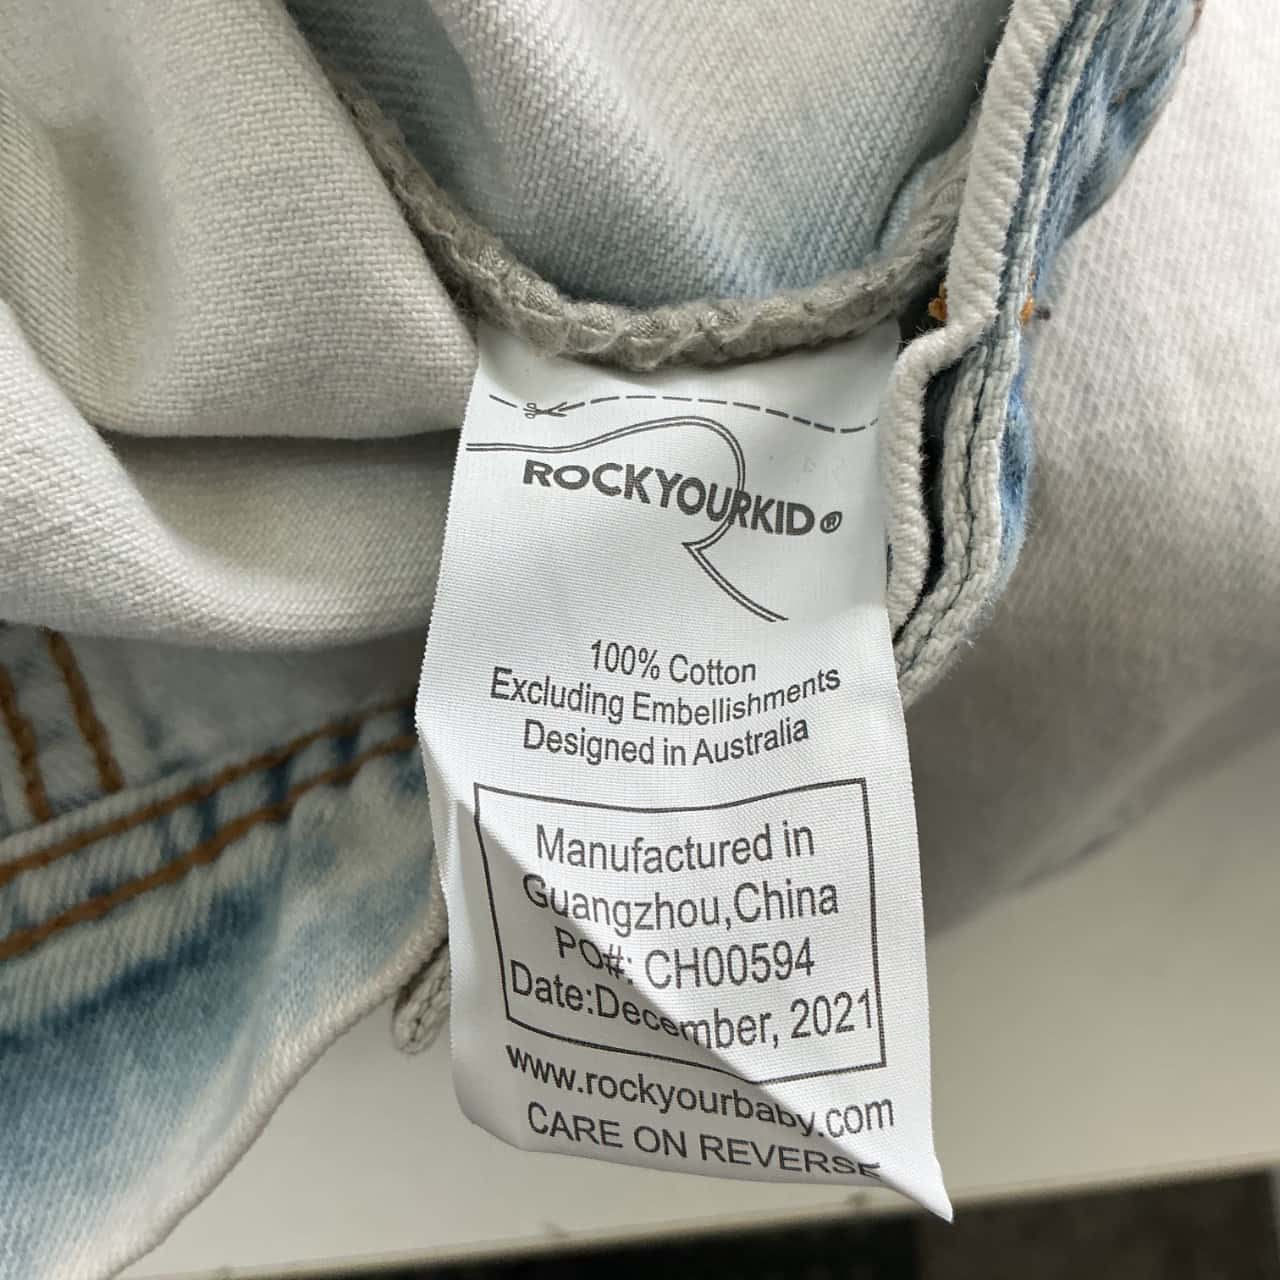 ROCKYOURKID®
100% Cotton
Excluding Embellishments
Designed in Australia
Manufactured in
Guangzhou,China
PO#: CH00594
Date:December, 2021
www.rockyourbaby.com
CARE ON REVERSE